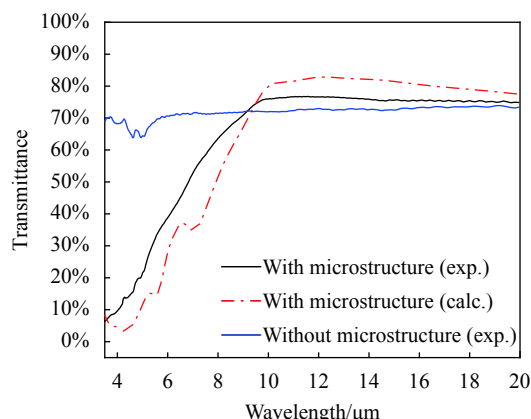 100%
90%
80%
70%
60%
50%
40%
30%
20%
10%
0%
Transmittance
With microstructure (exp.)
With microstructure (calc.)
Without microstructure (exp.)
4 6 8 10 12 14 16 18 20
Wavelength/μm